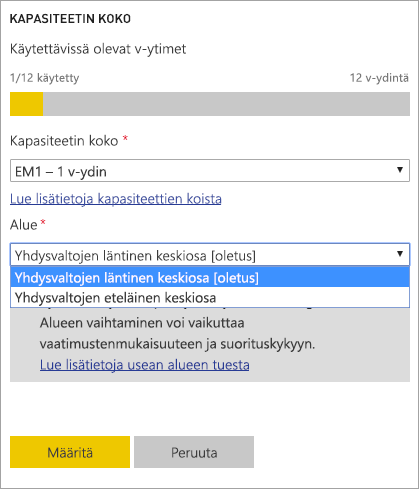 KAPASITEETIN KOKO
Käytettävissä olevat v-ytimet
1/12 käytetty 12 v-ydintä
Kapasiteetin koko *
EM1 – 1 v-ydin
Lue lisätietoja kapasiteettien koista
Alue *
Yhdysvaltojen läntinen keskiosa [oletus]
Yhdysvaltojen läntinen keskiosa [oletus]
Yhdysvaltojen eteläinen keskiosa
Alueen vaihtaminen voi vaikuttaa
vaatimustenmukaisuuteen ja suorituskykyyn.
Lue lisätietoja usean alueen tuesta
Määritä Peruuta